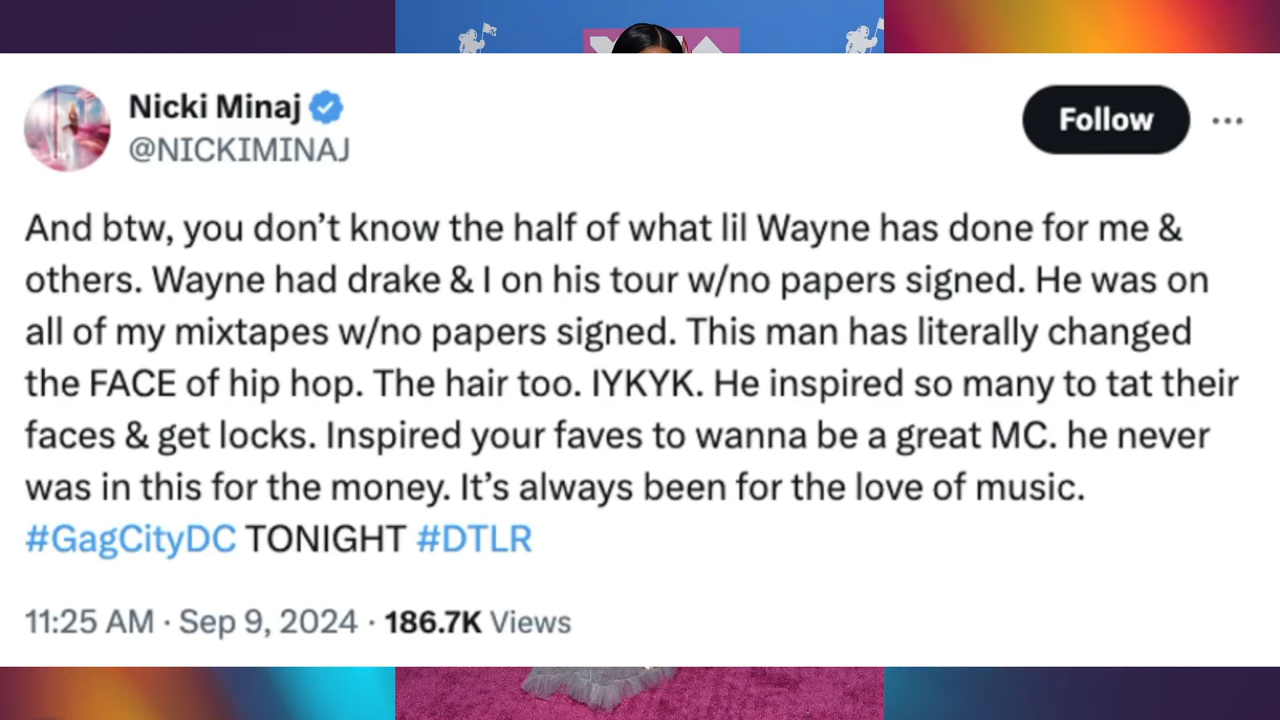 Nicki Minaj
@NICKIMINAJ
Follow
And btw, you don’t know the half of what lil Wayne has done for me &
others. Wayne had drake & I on his tour w/no papers signed. He was on
all of my mixtapes w/no papers signed. This man has literally changed
the FACE of hip hop. The hair too. IYKYK. He inspired so many to tat their
faces & get locks. Inspired your faves to wanna be a great MC. he never
was in this for the money. It’s always been for the love of music.
#GagCityDC TONIGHT #DTLR
11:25 AM · Sep 9, 2024 · 186.7K Views